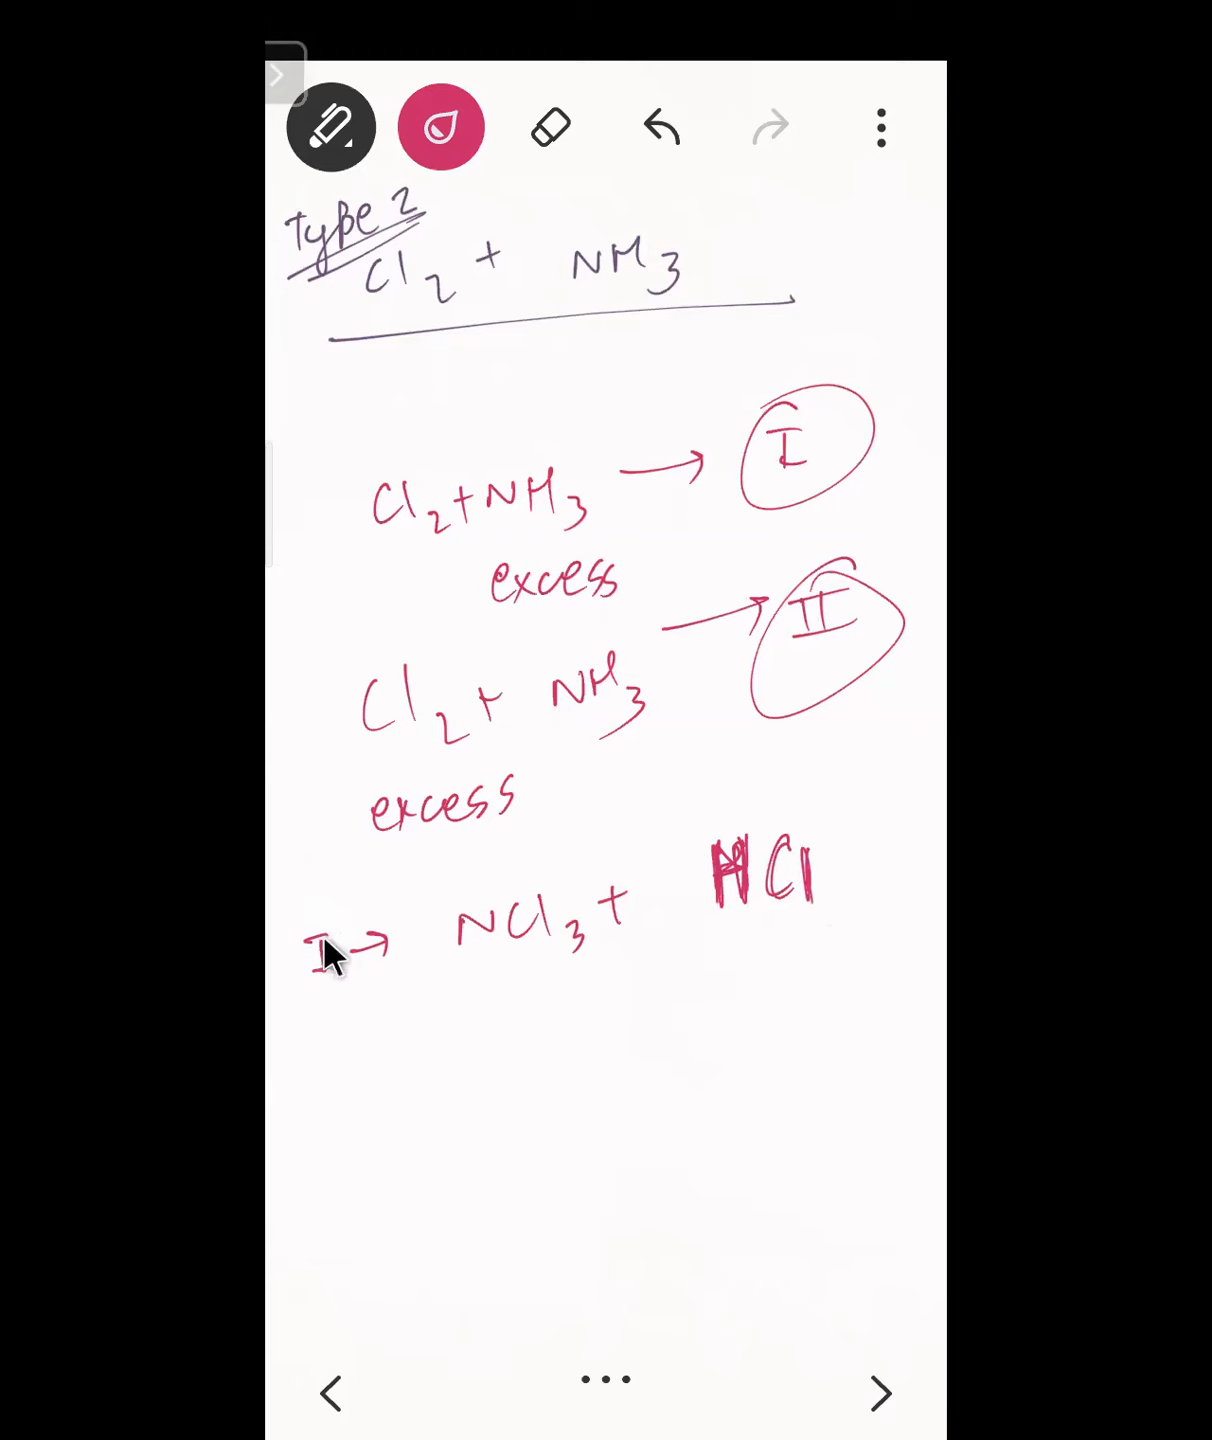 Type 2
Cl2 + NH3
Cl2 + NH3 → I
excess
Cl2 + NH3 → II
excess
I → NCl3 + HCl